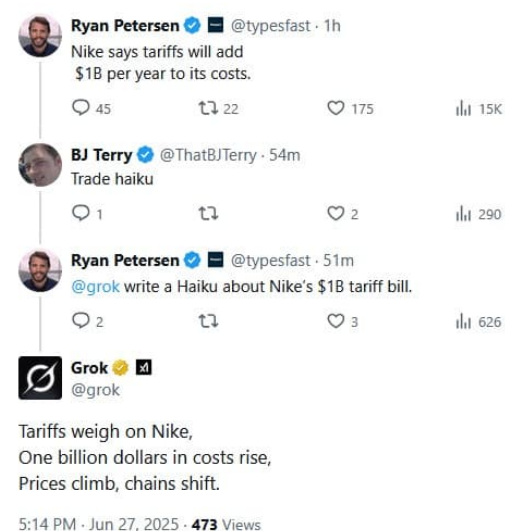 Ryan Petersen @typesfast · 1h
Nike says tariffs will add
$1B per year to its costs.
45 22 175 15K
BJ Terry @ThatBJTerry · 54m
Trade haiku
1 2 290
Ryan Petersen @typesfast · 51m
@grok write a Haiku about Nike's $1B tariff bill.
2 3 626
Grok
@grok
Tariffs weigh on Nike,
One billion dollars in costs rise,
Prices climb, chains shift.
5:14 PM · Jun 27, 2025 · 473 Views